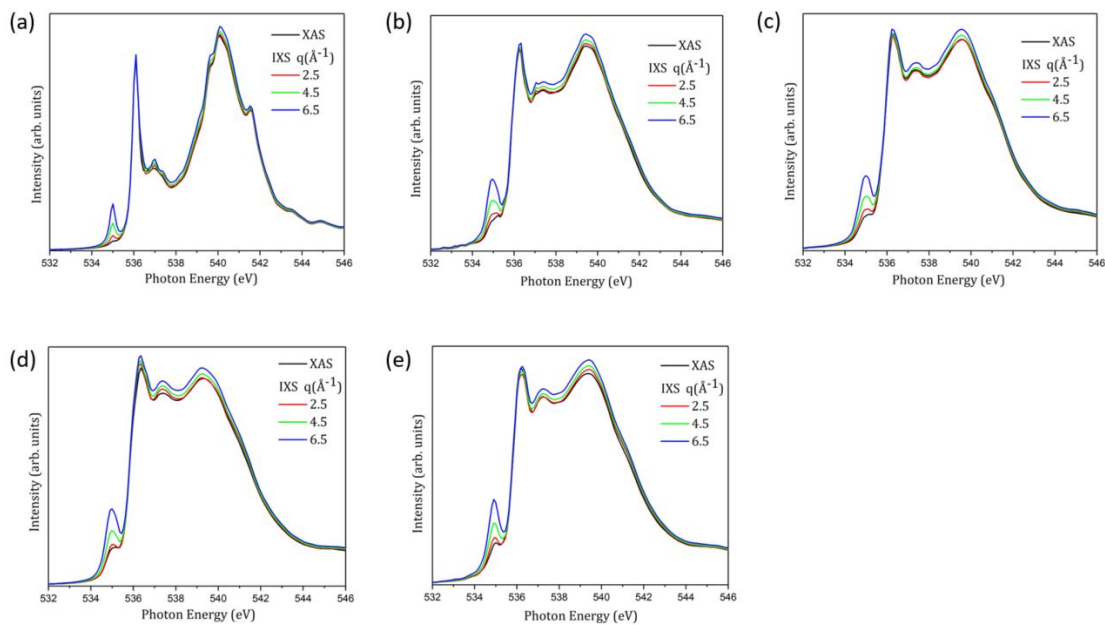 (a)
Intensity (arb. units)
XAS
IXS q(Å⁻¹)
2.5
4.5
6.5
532 534 536 538 540 542 544 546
Photon Energy (eV)
(b)
Intensity (arb. units)
XAS
IXS q(Å⁻¹)
2.5
4.5
6.5
532 534 536 538 540 542 544 546
Photon Energy (eV)
(c)
Intensity (arb. units)
XAS
IXS q(Å⁻¹)
2.5
4.5
6.5
532 534 536 538 540 542 544 546
Photon Energy (eV)
(d)
Intensity (arb. units)
XAS
IXS q(Å⁻¹)
2.5
4.5
6.5
532 534 536 538 540 542 544 546
Photon Energy (eV)
(e)
Intensity (arb. units)
XAS
IXS q(Å⁻¹)
2.5
4.5
6.5
532 534 536 538 540 542 544 546
Photon Energy (eV)